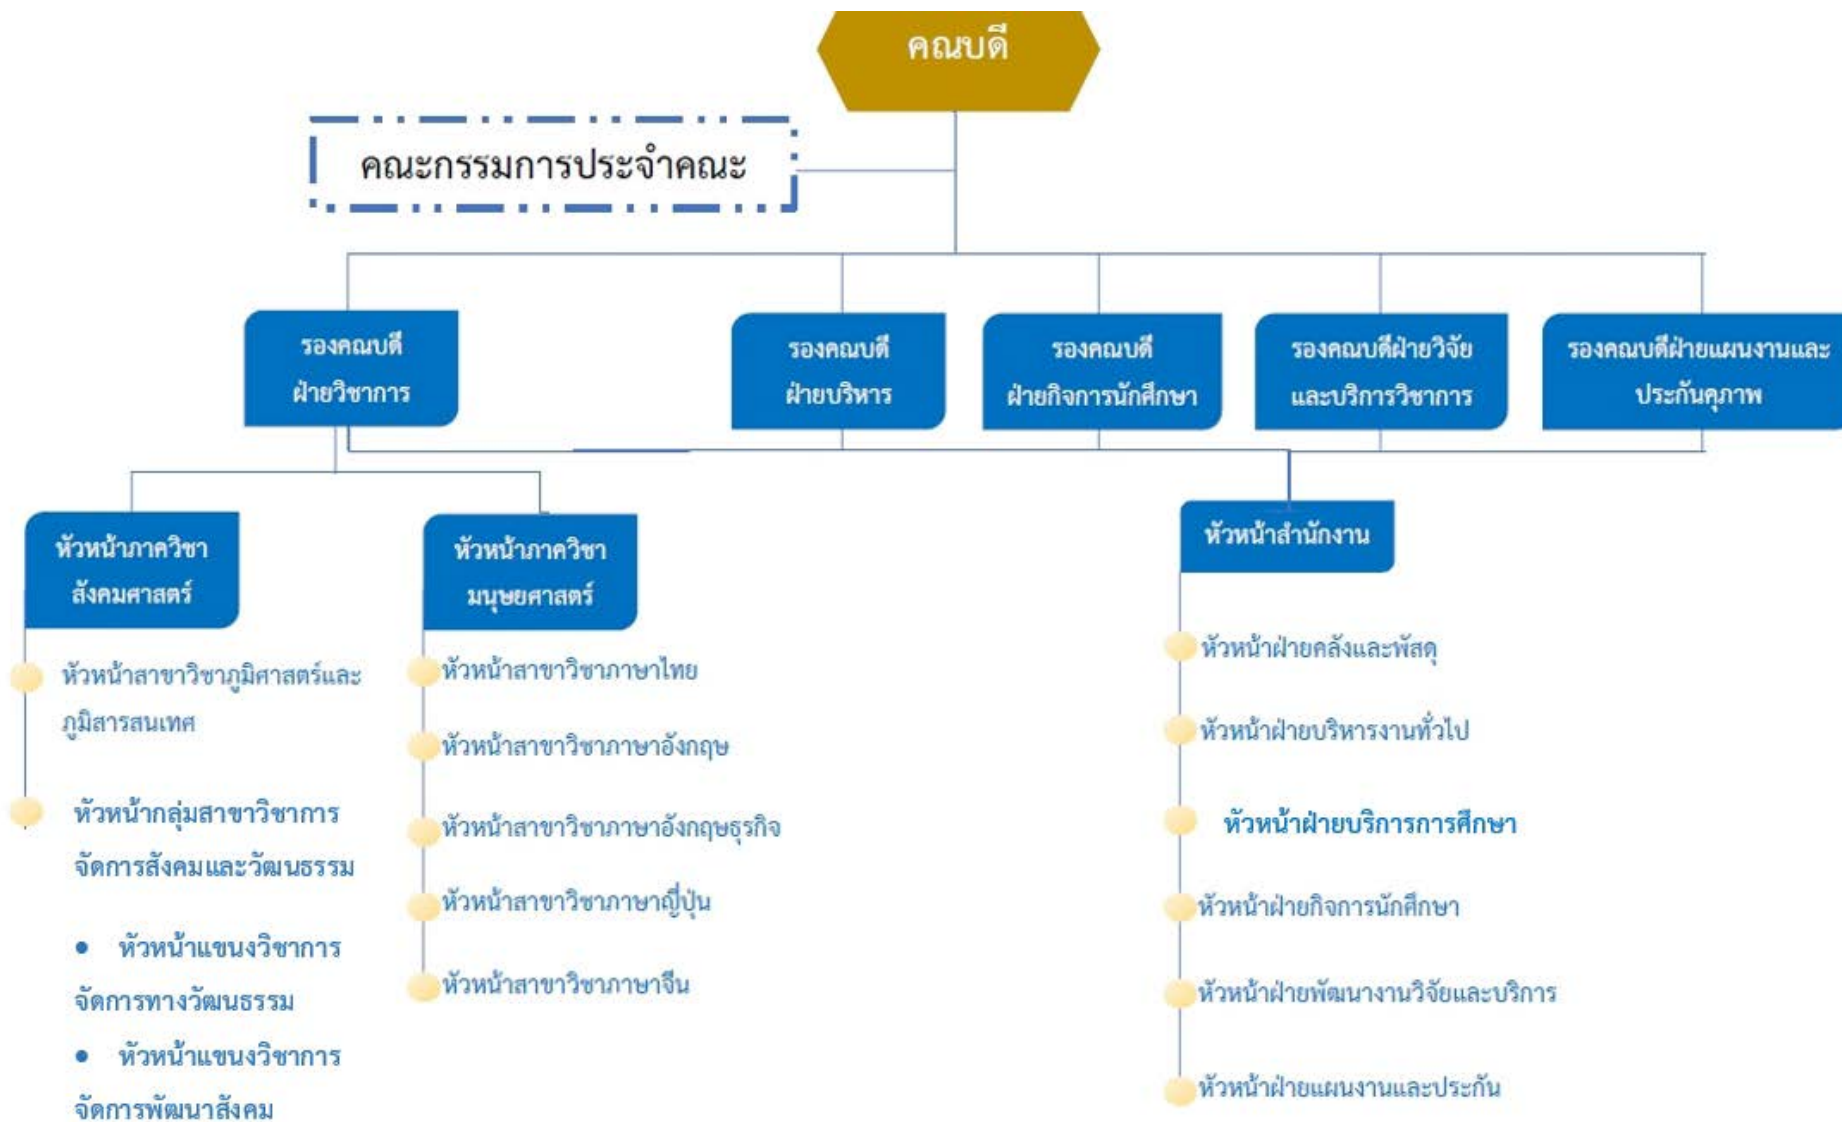 คณบดี
คณะกรรมการประจำคณะ
รองคณบดี
ฝ่ายวิชาการ
รองคณบดี
ฝ่ายบริหาร
รองคณบดี
ฝ่ายกิจการนักศึกษา
รองคณบดีฝ่ายวิจัย
และบริการวิชาการ
รองคณบดีฝ่ายแผนงานและ
ประกันคุภาพ
หัวหน้าภาควิชา
สังคมศาสตร์
หัวหน้าสาขาวิชาภูมิศาสตร์และ
ภูมิสารสนเทศ
หัวหน้ากลุ่มสาขาวิชาการ
จัดการสังคมและวัฒนธรรม
• หัวหน้าแขนงวิชาการ
จัดการทางวัฒนธรรม
• หัวหน้าแขนงวิชาการ
จัดการพัฒนาสังคม
หัวหน้าภาควิชา
มนุษยศาสตร์
หัวหน้าสาขาวิชาภาษาไทย
หัวหน้าสาขาวิชาภาษาอังกฤษ
หัวหน้าสาขาวิชาภาษาอังกฤษธุรกิจ
หัวหน้าสาขาวิชาภาษาญี่ปุ่น
หัวหน้าสาขาวิชาภาษาจีน
หัวหน้าสำนักงาน
หัวหน้าฝ่ายคลังและพัสดุ
หัวหน้าฝ่ายบริหารงานทั่วไป
หัวหน้าฝ่ายบริการการศึกษา
หัวหน้าฝ่ายกิจการนักศึกษา
หัวหน้าฝ่ายพัฒนางานวิจัยและบริการ
หัวหน้าฝ่ายแผนงานและประกัน